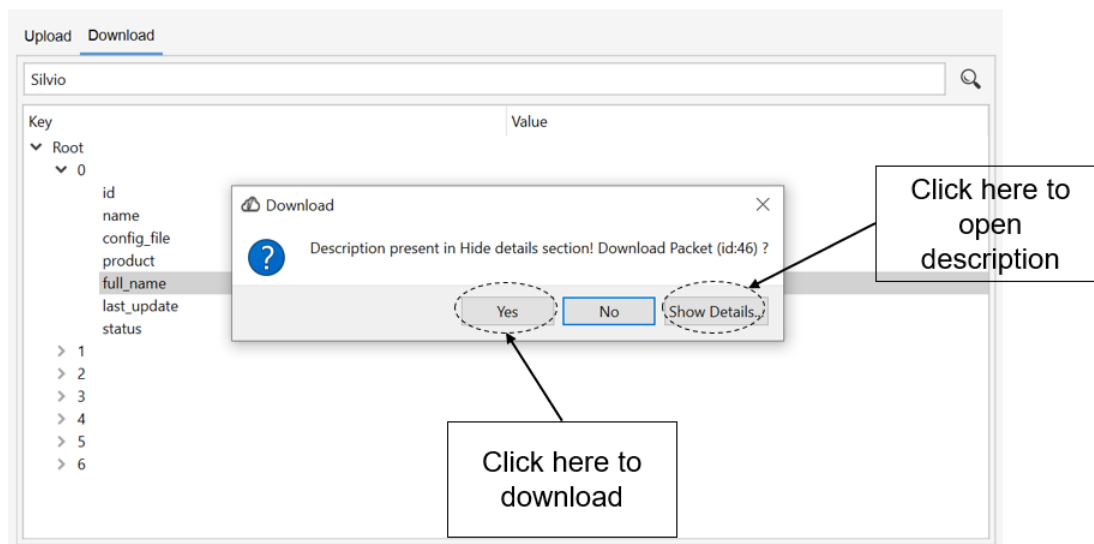 Upload Download
Silvio
Key Value
Root
0
id
name
config_file
product
full_name
last_update
status
1
2
3
4
5
6
Download
Description present in Hide details section! Download Packet (id:46) ?
Yes No Show Details...
Click here to
open
description
Click here to
download